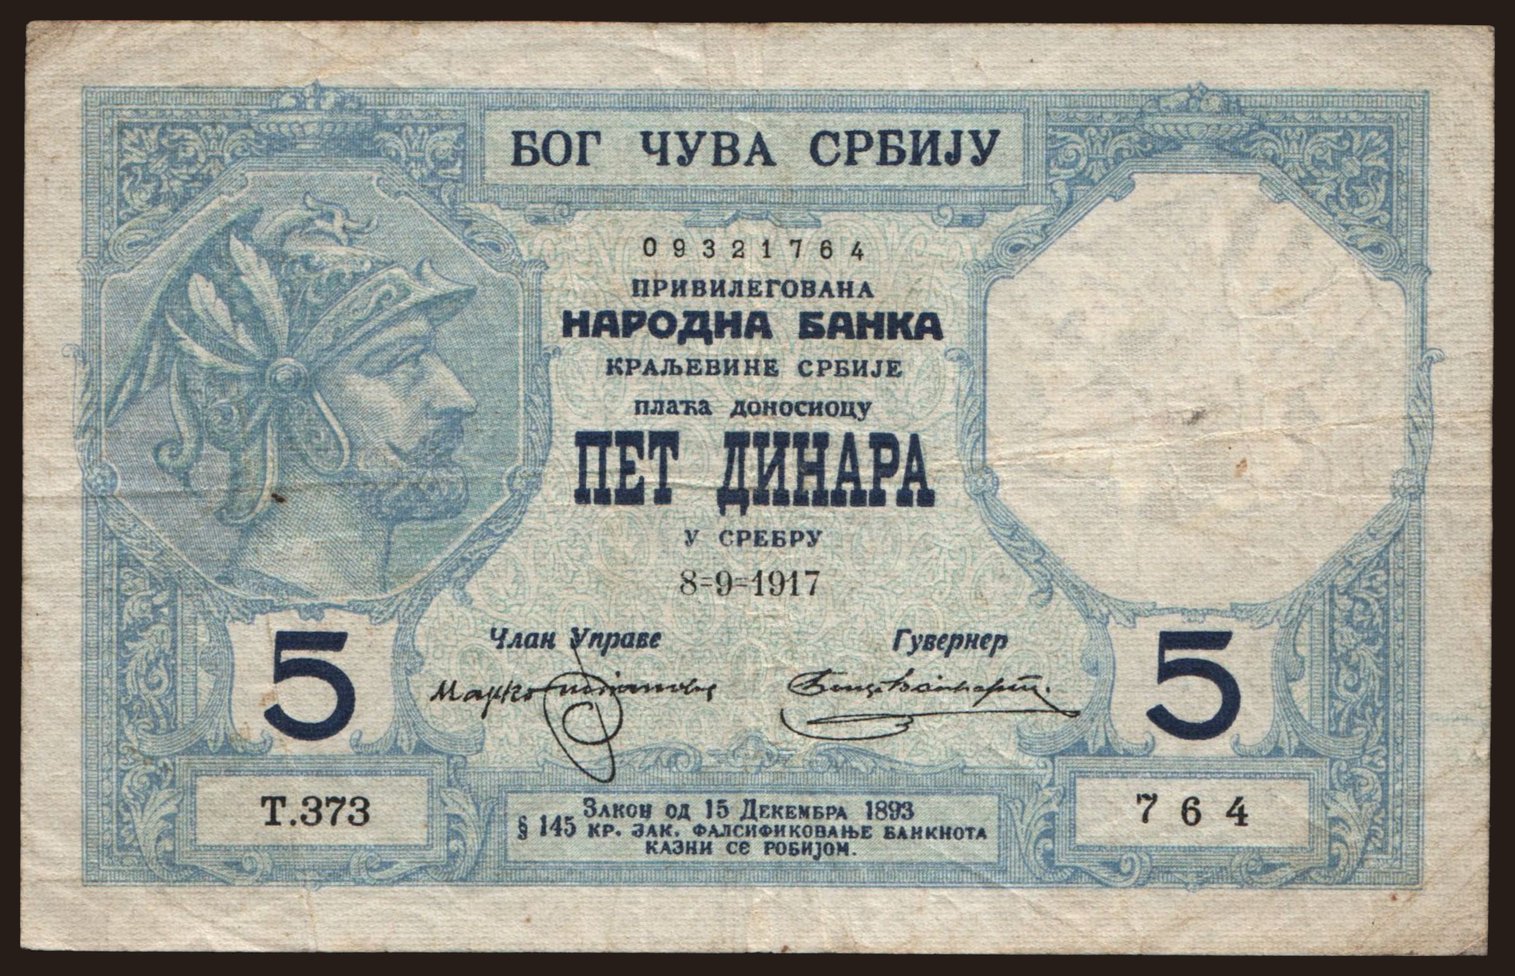 БОГ ЧУВА СРБИЈУ
09321764
ПРИВИЛЕГОВАНА
НАРОДНА БАНКА
КРАЉЕВИНЕ СРБИЈЕ
ПЛАЋА ДОНОСИОЦУ
ПЕТ ДИНАРА
У СРЕБРУ
8=9=1917
Члан Управе
Гувернер
5
5
Т.373
ЗАКОН ОД 15 ДЕКЕМБРА 1893
§ 145 КР. ЗАК. ФАЛСИФИКОВАЊЕ БАНКНОТА
КАЗНИ СЕ РОБИЈОМ.
764